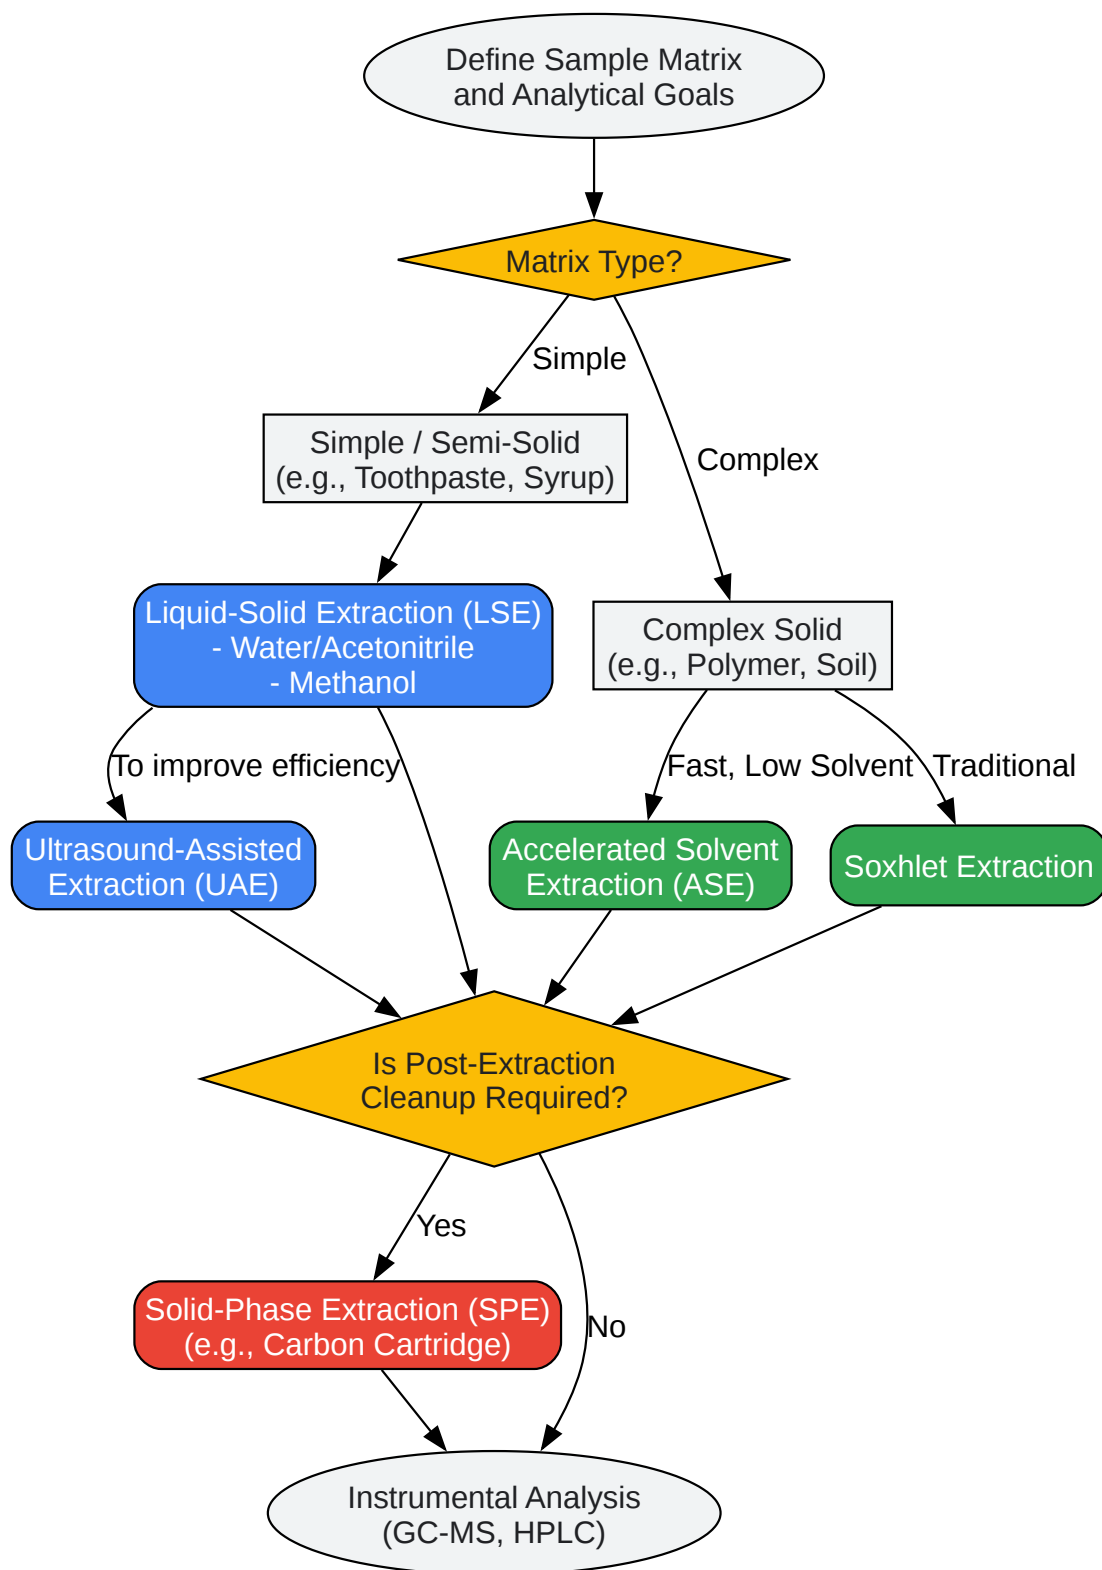 Define Sample Matrix
and Analytical Goals
Matrix Type?
Simple
Simple / Semi-Solid
(e.g., Toothpaste, Syrup)
Complex
Liquid-Solid Extraction (LSE)
- Water/Acetonitrile
- Methanol
Complex Solid
(e.g., Polymer, Soil)
To improve efficiency
Fast, Low Solvent
Traditional
Ultrasound-Assisted
Extraction (UAE)
Accelerated Solvent
Extraction (ASE)
Soxhlet Extraction
Is Post-Extraction
Cleanup Required?
Yes
Solid-Phase Extraction (SPE)
(e.g., Carbon Cartridge)
No
Instrumental Analysis
(GC-MS, HPLC)